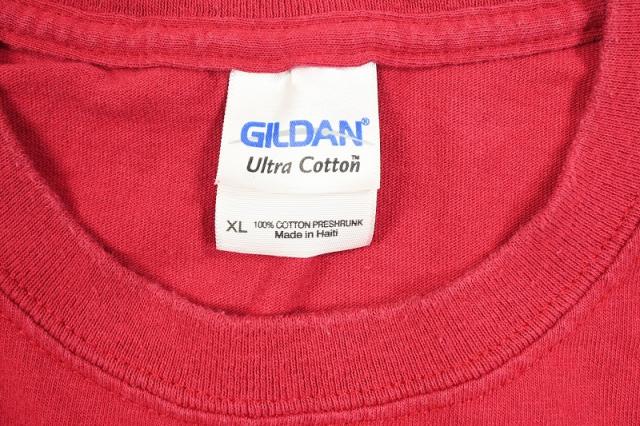 GILDAN®
Ultra Cotton™
XL 100% COTTON PRESHRUNK
Made in Haiti